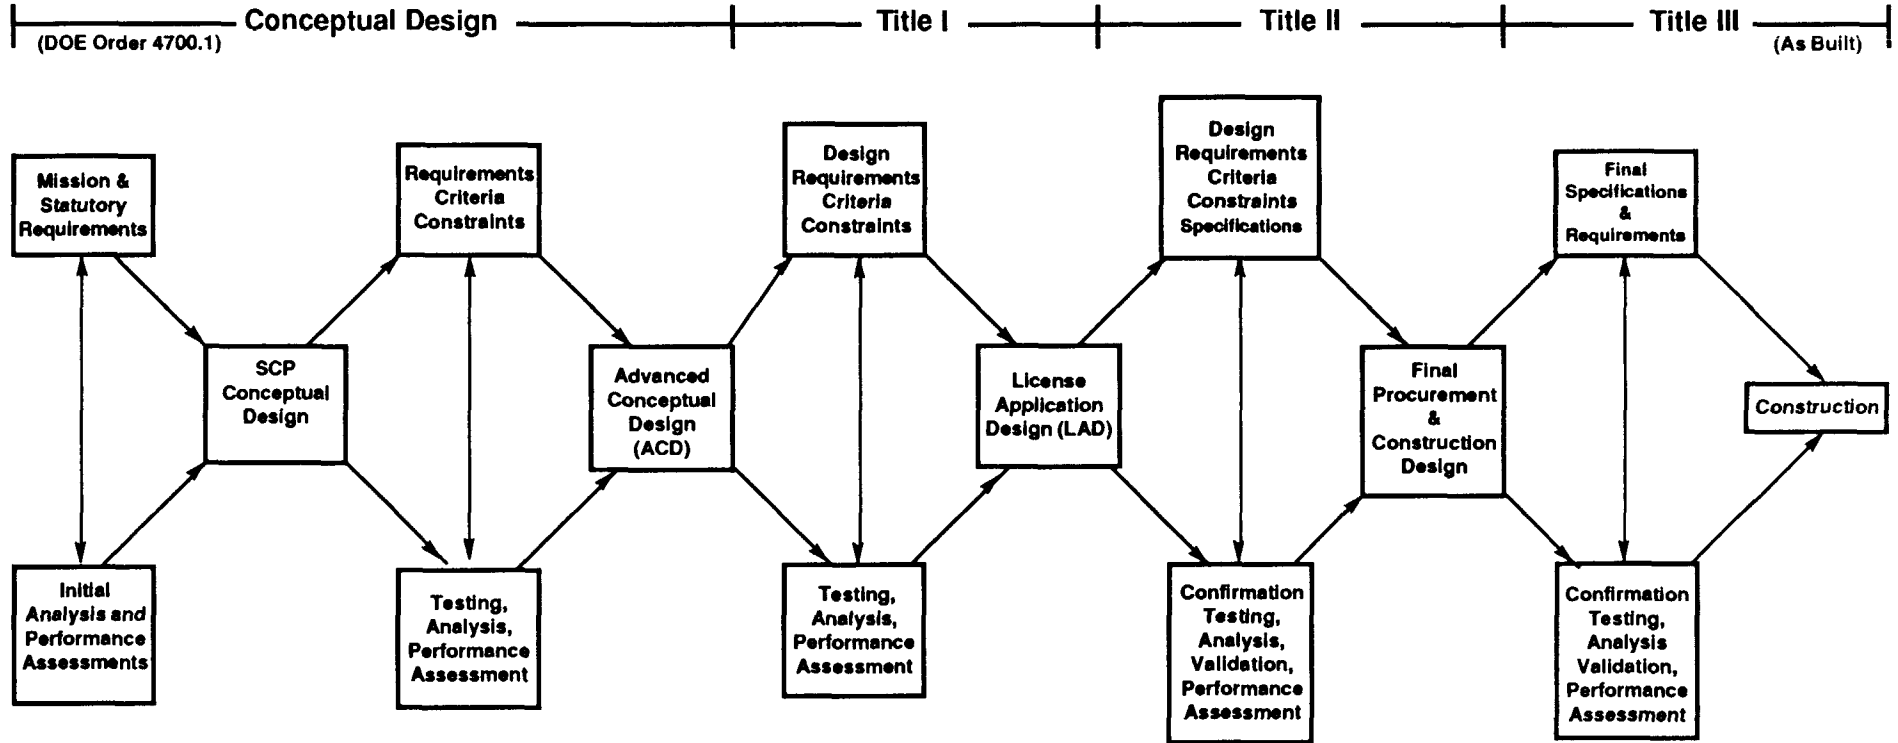 Conceptual Design
Title I
Title II
Title III
(DOE Order 4700.1)
(As Built)
Mission &
Statutory
Requirements
Requirements
Criteria
Constraints
Design
Requirements
Criteria
Constraints
Design
Requirements
Criteria
Constraints
Specifications
Final
Specifications
&
Requirements
SCP
Conceptual
Design
Advanced
Conceptual
Design
(ACD)
License
Application
Design (LAD)
Final
Procurement
&
Construction
Design
Construction
Initial
Analysis and
Performance
Assessments
Testing,
Analysis,
Performance
Assessment
Testing,
Analysis,
Performance
Assessment
Confirmation
Testing,
Analysis,
Validation,
Performance
Assessment
Confirmation
Testing,
Analysis
Validation,
Performance
Assessment